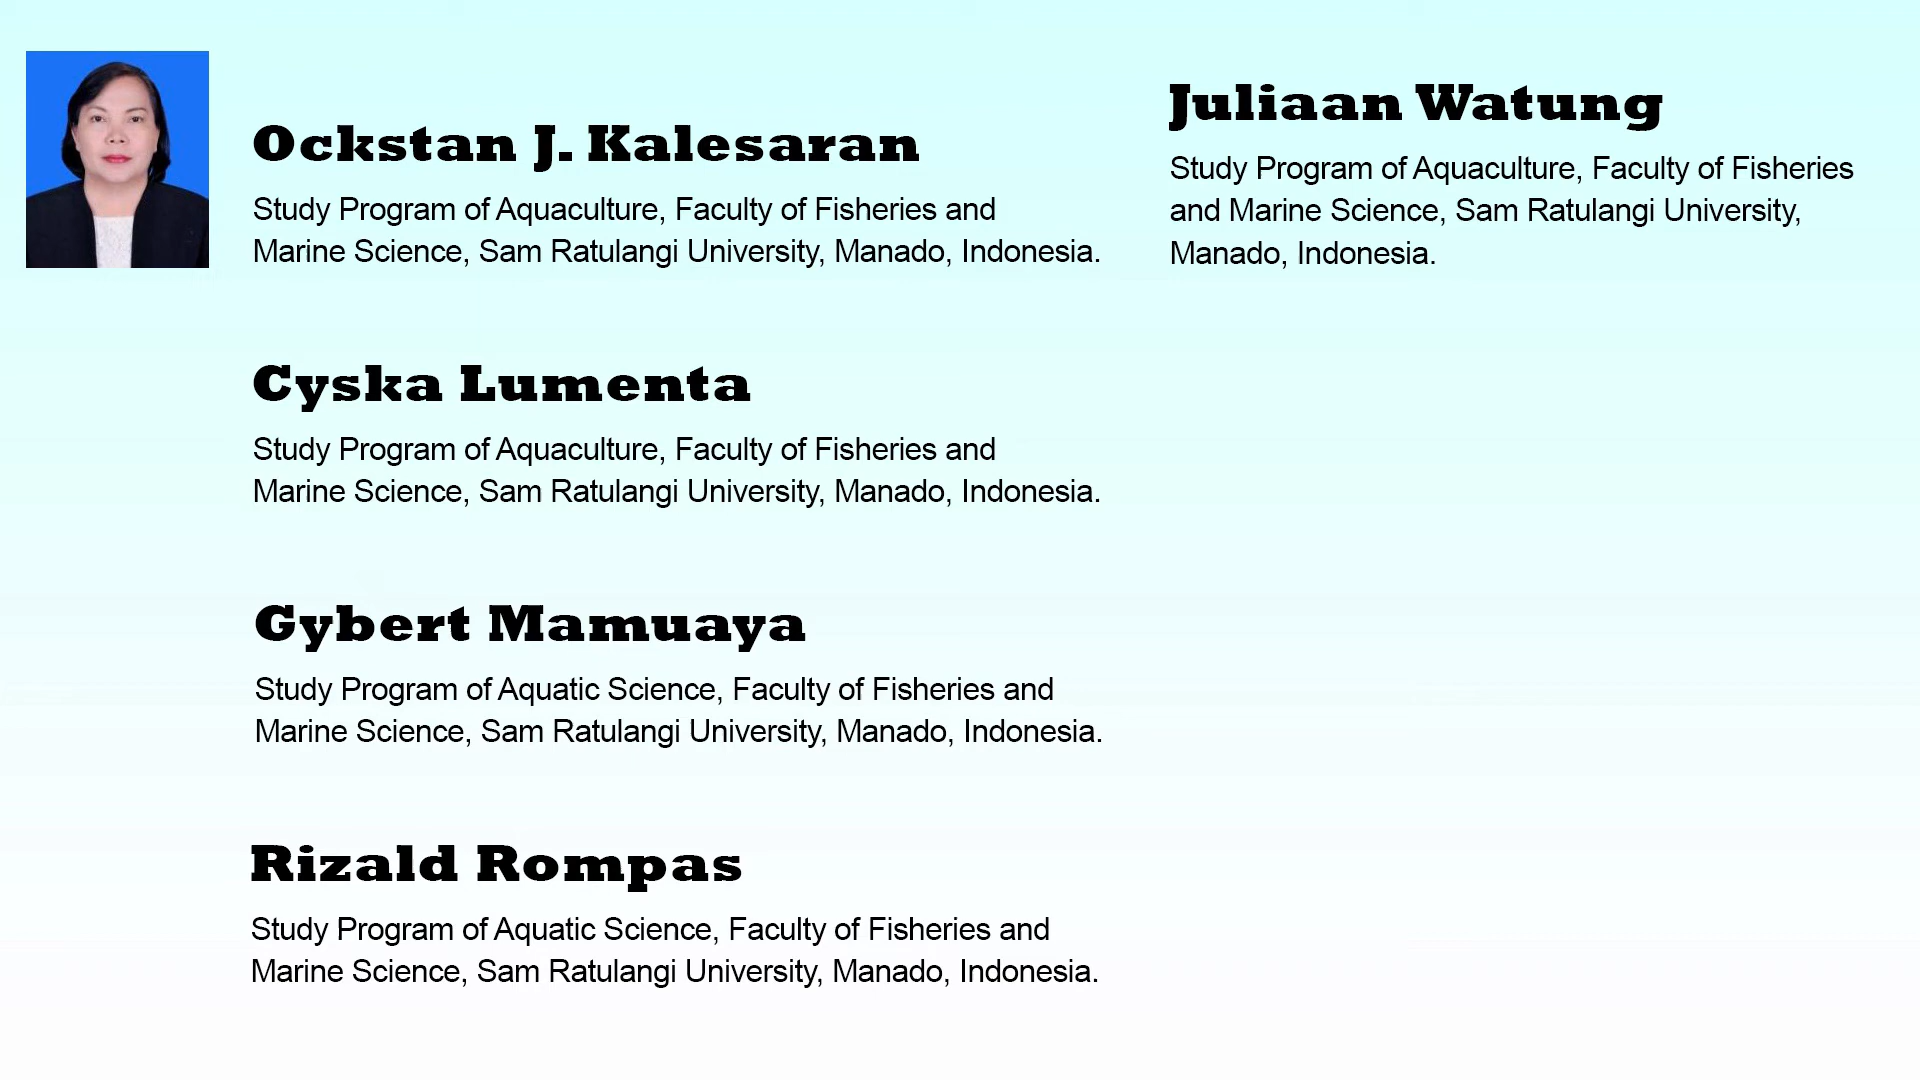 Ockstan J. Kalesaran
Study Program of Aquaculture, Faculty of Fisheries and
Marine Science, Sam Ratulangi University, Manado, Indonesia.
Cyska Lumenta
Study Program of Aquaculture, Faculty of Fisheries and
Marine Science, Sam Ratulangi University, Manado, Indonesia.
Gybert Mamuaya
Study Program of Aquatic Science, Faculty of Fisheries and
Marine Science, Sam Ratulangi University, Manado, Indonesia.
Rizald Rompas
Study Program of Aquatic Science, Faculty of Fisheries and
Marine Science, Sam Ratulangi University, Manado, Indonesia.
Juliaan Watung
Study Program of Aquaculture, Faculty of Fisheries
and Marine Science, Sam Ratulangi University,
Manado, Indonesia.